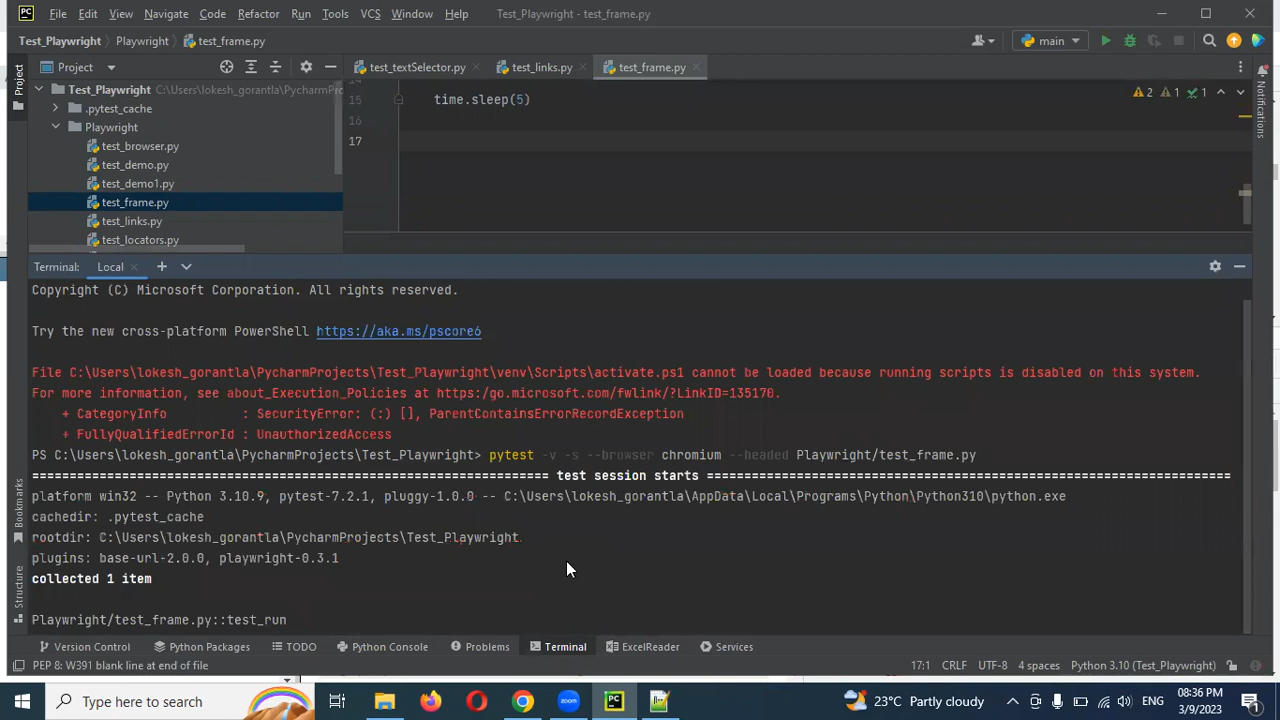 PC File Edit View Navigate Code Refactor Run Tools VCS Window Help Test_Playwright - test_frame.py
Test_Playwright Playwright test_frame.py main
Project test_textSelector.py test_links.py test_frame.py
Project
Test_Playwright C:\Users\lokesh_gorantla\PycharmPro
.pytest_cache
Playwright
test_browser.py
test_demo.py
test_demo1.py
test_frame.py
test_links.py
test_locators.py
15 time.sleep(5)
16
17
2 1 1
Notifications
Terminal: Local
Copyright (C) Microsoft Corporation. All rights reserved.
Try the new cross-platform PowerShell https://aka.ms/pscore6
File C:\Users\lokesh_gorantla\PycharmProjects\Test_Playwright\venv\Scripts\activate.ps1 cannot be loaded because running scripts is disabled on this system.
For more information, see about_Execution_Policies at https:/go.microsoft.com/fwlink/?LinkID=135170.
+ CategoryInfo : SecurityError: (:) [], ParentContainsErrorRecordException
+ FullyQualifiedErrorId : UnauthorizedAccess
PS C:\Users\lokesh_gorantla\PycharmProjects\Test_Playwright> pytest -v -s --browser chromium --headed Playwright/test_frame.py
============================================================ test session starts ============================================================
platform win32 -- Python 3.10.9, pytest-7.2.1, pluggy-1.0.0 -- C:\Users\lokesh_gorantla\AppData\Local\Programs\Python\Python310\python.exe
cachedir: .pytest_cache
rootdir: C:\Users\lokesh_gorantla\PycharmProjects\Test_Playwright
plugins: base-url-2.0.0, playwright-0.3.1
collected 1 item
Playwright/test_frame.py::test_run
Bookmarks
Structure
Version Control Python Packages TODO Python Console Problems Terminal ExcelReader Services
PEP 8: W391 blank line at end of file 17:1 CRLF UTF-8 4 spaces Python 3.10 (Test_Playwright)
Type here to search PC 23°C Partly cloudy ENG 08:36 PM
3/9/2023 1